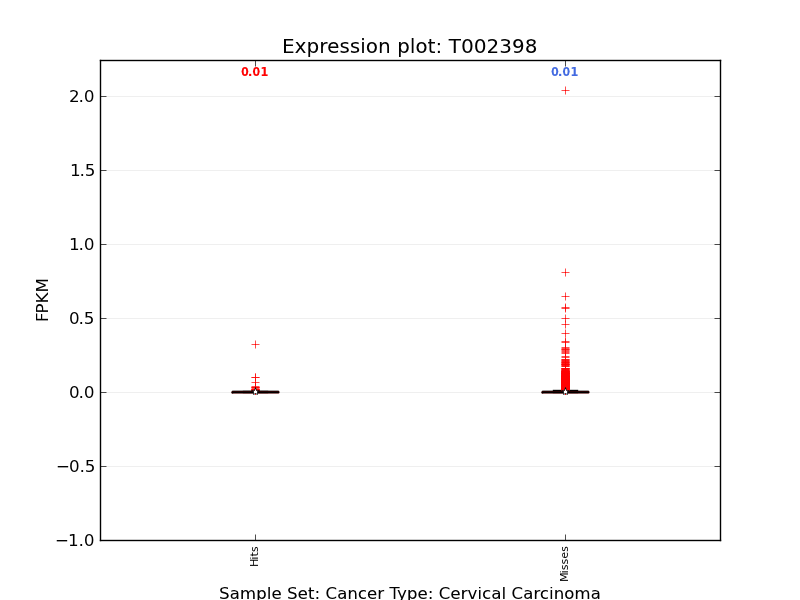 Expression plot: T002398
0.01 0.01
2.0
1.5
1.0
0.5
0.0
−0.5
−1.0
FPKM
Hits Misses
Sample Set: Cancer Type: Cervical Carcinoma